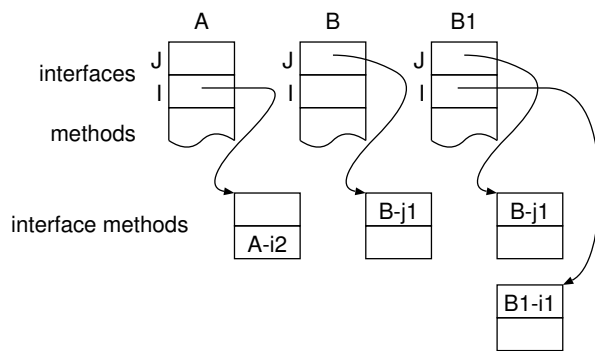 A B B1
J J J
interfaces
I I I
methods
interface methods
B-j1 B-j1
A-i2
B1-i1